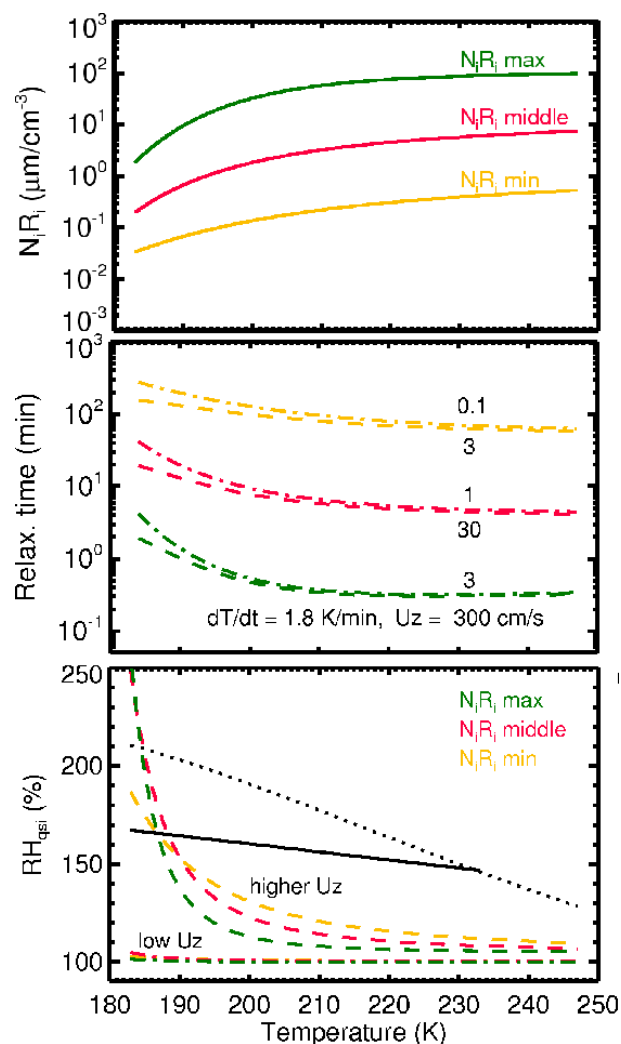 10³
10²
10¹
10⁰
10⁻¹
10⁻²
10⁻³
NᵢRᵢ (μm/cm⁻³)
NᵢRᵢ max
NᵢRᵢ middle
NᵢRᵢ min
10³
10²
10¹
10⁰
10⁻¹
Relax. time (min)
0.1
3
1
30
3
dT/dt = 1.8 K/min, Uz = 300 cm/s
250
200
150
100
RH_qsi (%)
NᵢRᵢ max
NᵢRᵢ middle
NᵢRᵢ min
higher Uz
low Uz
180 190 200 210 220 230 240 250
Temperature (K)